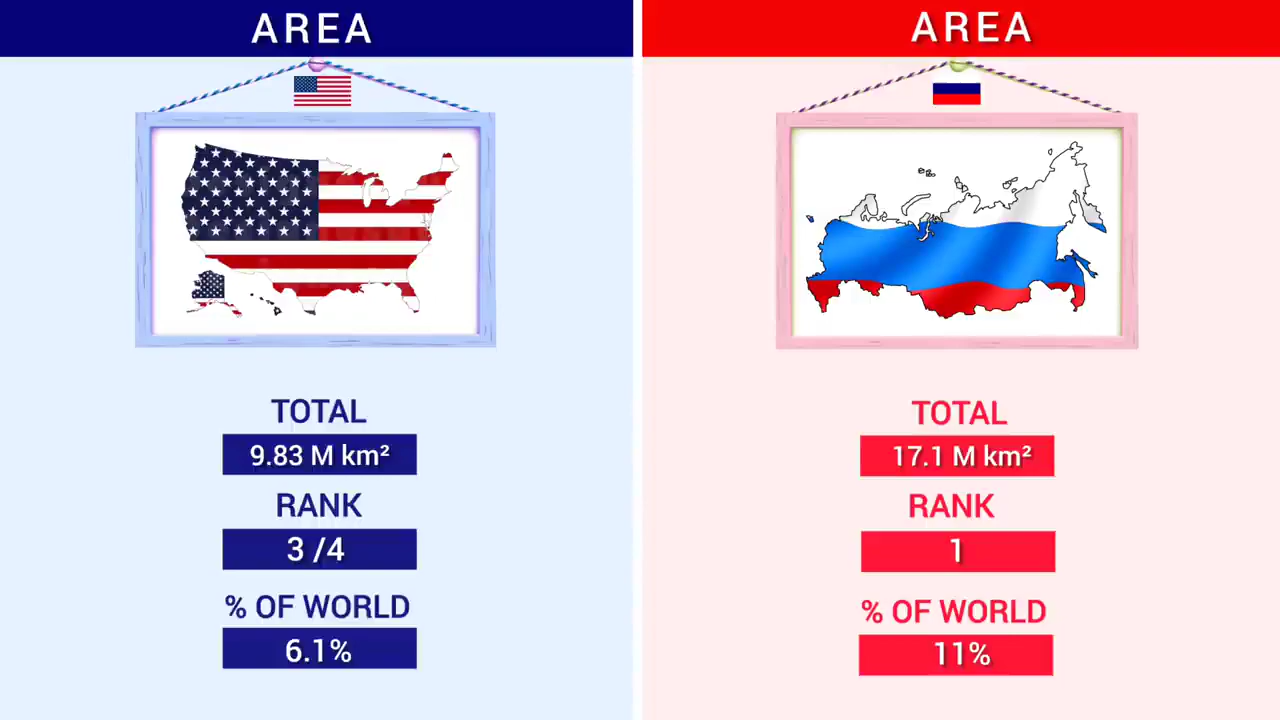 AREA
TOTAL
9.83 M km²
RANK
3 /4
% OF WORLD
6.1%
AREA
TOTAL
17.1 M km²
RANK
1
% OF WORLD
11%